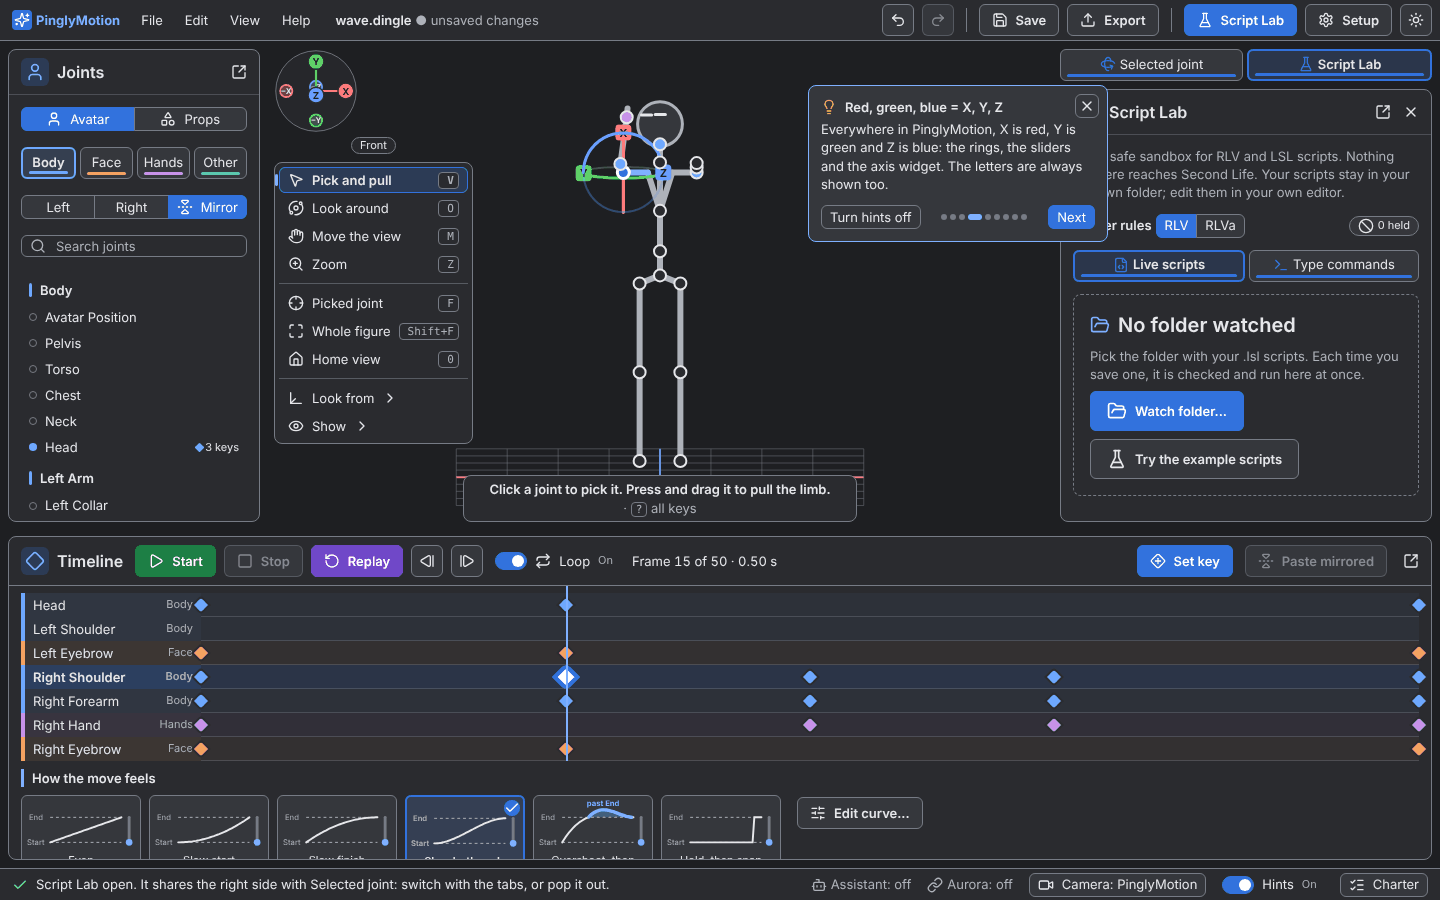 PinglyMotion File Edit View Help wave.dingle unsaved changes Save Export Script Lab Setup
Joints
Avatar Props
Body Face Hands Other
Left Right Mirror
Search joints
Body
Avatar Position
Pelvis
Torso
Chest
Neck
Head 3 keys
Left Arm
Left Collar
Y
-X Z X
-Y
Front
Pick and pull V
Look around O
Move the view M
Zoom Z
Picked joint F
Whole figure Shift+F
Home view 0
Look from
Show
X
Y Z
Click a joint to pick it. Press and drag it to pull the limb.
· ? all keys
Red, green, blue = X, Y, Z
Everywhere in PinglyMotion, X is red, Y is
green and Z is blue: the rings, the sliders
and the axis widget. The letters are always
shown too.
Turn hints off Next
Selected joint Script Lab
Script Lab
safe sandbox for RLV and LSL scripts. Nothing
ere reaches Second Life. Your scripts stay in your
wn folder; edit them in your own editor.
er rules RLV RLVa 0 held
Live scripts Type commands
No folder watched
Pick the folder with your .lsl scripts. Each time you
save one, it is checked and run here at once.
Watch folder...
Try the example scripts
Timeline Start Stop Replay Loop On Frame 15 of 50 · 0.50 s Set key Paste mirrored
Head Body
Left Shoulder Body
Left Eyebrow Face
Right Shoulder Body
Right Forearm Body
Right Hand Hands
Right Eyebrow Face
How the move feels
End Start
End Start
End Start
End Start
past End End Start
End Start
Edit curve...
Script Lab open. It shares the right side with Selected joint: switch with the tabs, or pop it out.
Assistant: off Aurora: off Camera: PinglyMotion Hints On Charter